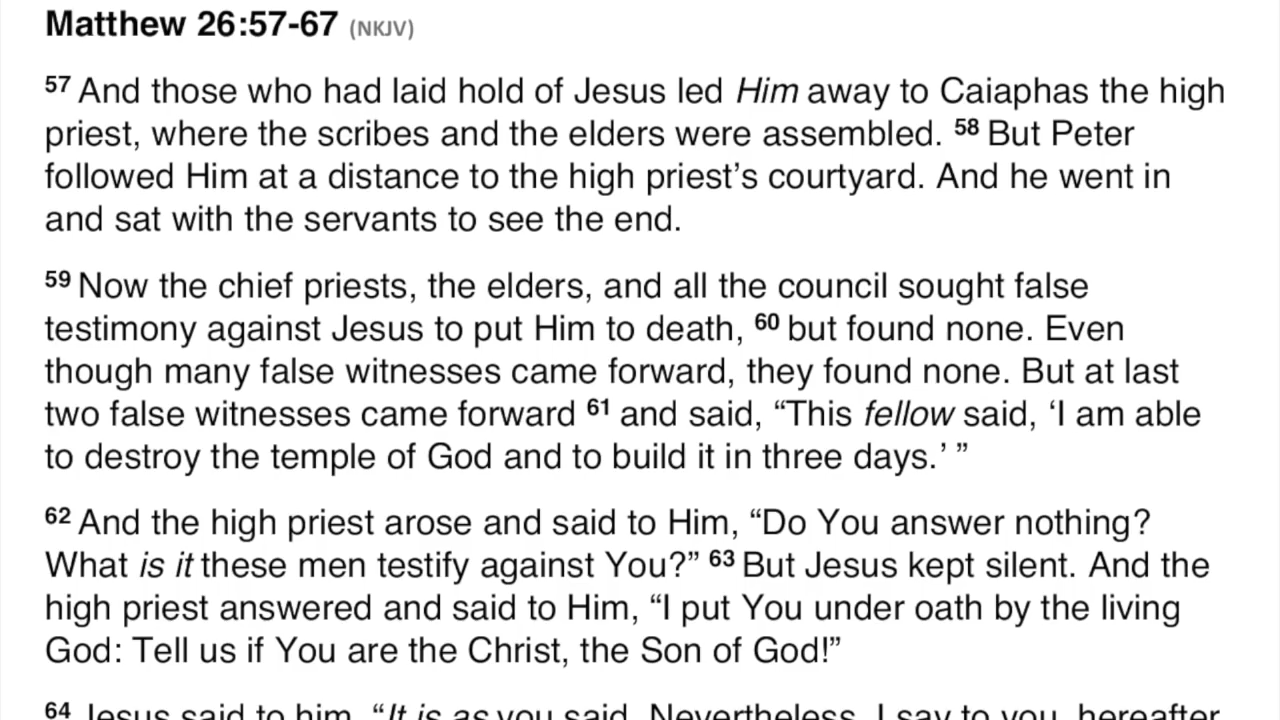 Matthew 26:57-67 (NKJV)
57 And those who had laid hold of Jesus led Him away to Caiaphas the high
priest, where the scribes and the elders were assembled. 58 But Peter
followed Him at a distance to the high priest’s courtyard. And he went in
and sat with the servants to see the end.
59 Now the chief priests, the elders, and all the council sought false
testimony against Jesus to put Him to death, 60 but found none. Even
though many false witnesses came forward, they found none. But at last
two false witnesses came forward 61 and said, “This fellow said, ‘I am able
to destroy the temple of God and to build it in three days.’ ”
62 And the high priest arose and said to Him, “Do You answer nothing?
What is it these men testify against You?” 63 But Jesus kept silent. And the
high priest answered and said to Him, “I put You under oath by the living
God: Tell us if You are the Christ, the Son of God!”
64 Jesus said to him, “It is as you said. Nevertheless, I say to you, hereafter